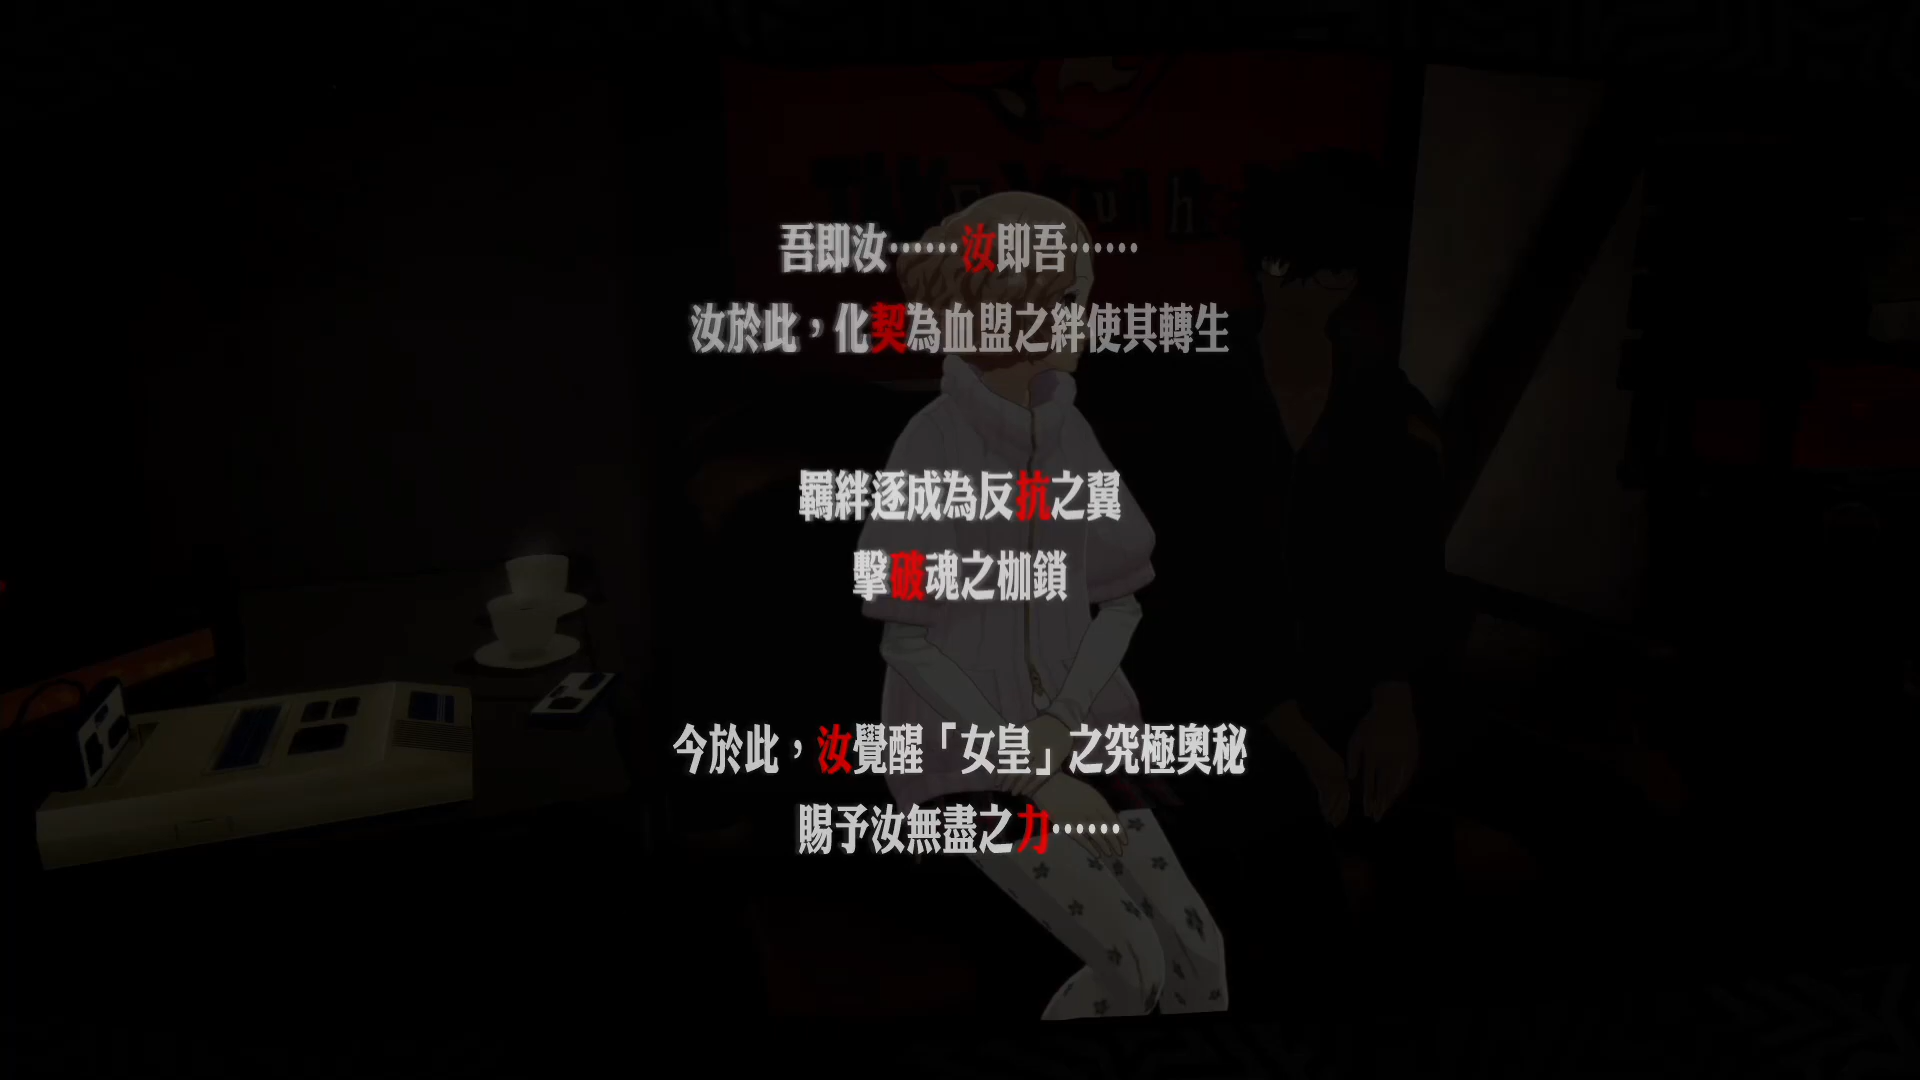 吾即汝……汝即吾……
汝於此，化契為血盟之絆使其轉生
羈絆逐成為反抗之翼
擊破魂之枷鎖
今於此，汝覺醒「女皇」之究極奧秘
賜予汝無盡之力……